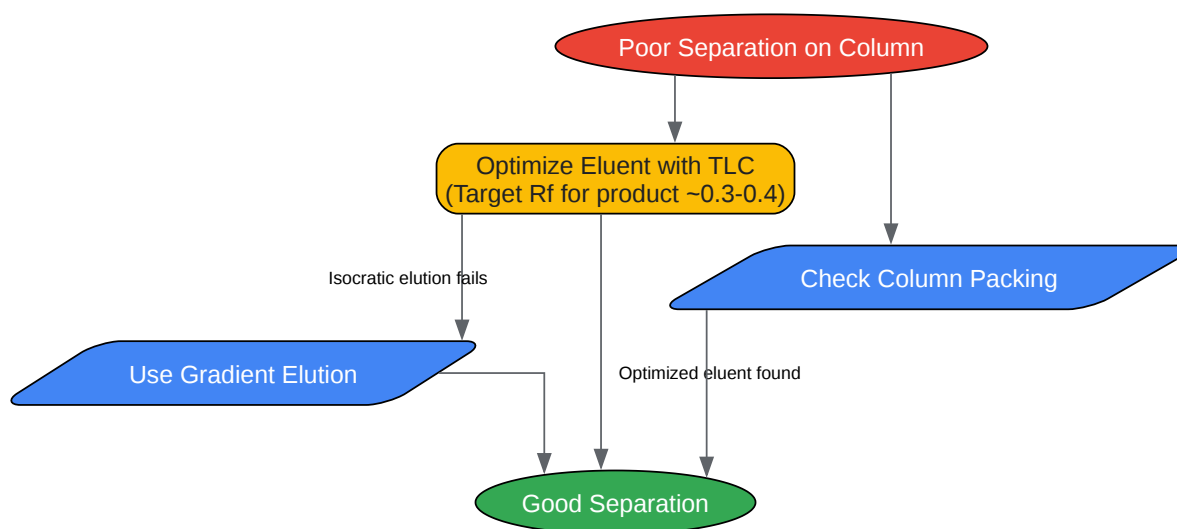 Poor Separation on Column
Optimize Eluent with TLC
(Target Rf for product ~0.3-0.4)
Isocratic elution fails
Check Column Packing
Use Gradient Elution
Optimized eluent found
Good Separation